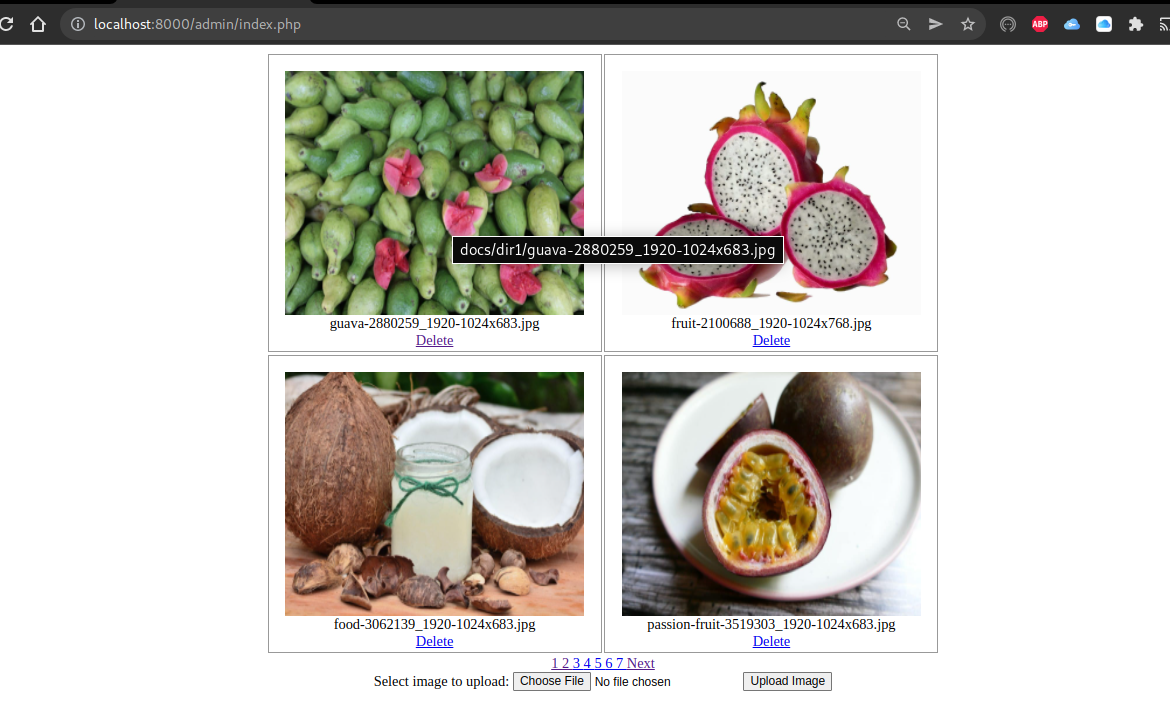 localhost:8000/admin/index.php
ABP
docs/dir1/guava-2880259_1920-1024x683.jpg
guava-2880259_1920-1024x683.jpg
Delete
fruit-2100688_1920-1024x768.jpg
Delete
food-3062139_1920-1024x683.jpg
Delete
passion-fruit-3519303_1920-1024x683.jpg
Delete
1 2 3 4 5 6 7 Next
Select image to upload: Choose File No file chosen Upload Image